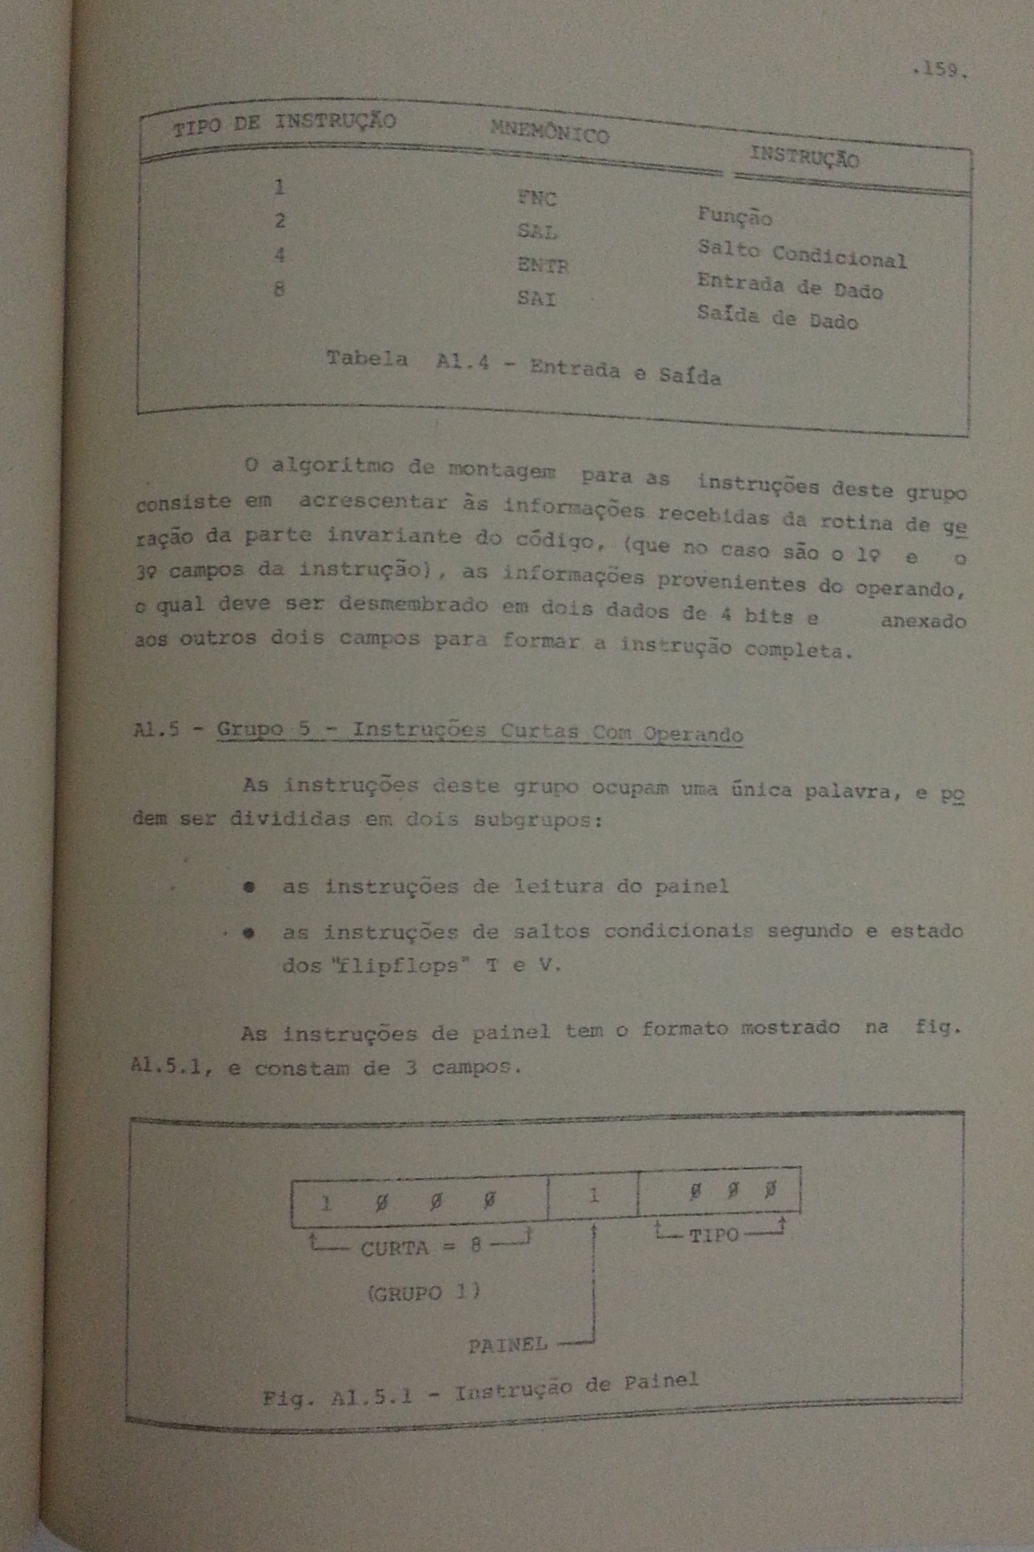 .159.
TIPO DE INSTRUÇÃO MNEMÔNICO INSTRUÇÃO
1 FNC Função
2 SAL Salto Condicional
4 ENTR Entrada de Dado
8 SAI Saída de Dado
Tabela A1.4 - Entrada e Saída
O algoritmo de montagem para as instruções deste grupo
consiste em acrescentar às informações recebidas da rotina de ge
ração da parte invariante do código, (que no caso são o 1º e o
3º campos da instrução), as informações provenientes do operando,
o qual deve ser desmembrado em dois dados de 4 bits e anexado
aos outros dois campos para formar a instrução completa.
A1.5 - Grupo 5 - Instruções Curtas Com Operando
As instruções deste grupo ocupam uma única palavra, e po
dem ser divididas em dois subgrupos:
● as instruções de leitura do painel
● as instruções de saltos condicionais segundo e estado
dos "flipflops" T e V.
As instruções de painel tem o formato mostrado na fig.
A1.5.1, e constam de 3 campos.
1 Ø Ø Ø 1 Ø Ø Ø
CURTA = 8 TIPO
(GRUPO 1)
PAINEL
Fig. A1.5.1 - Instrução de Painel